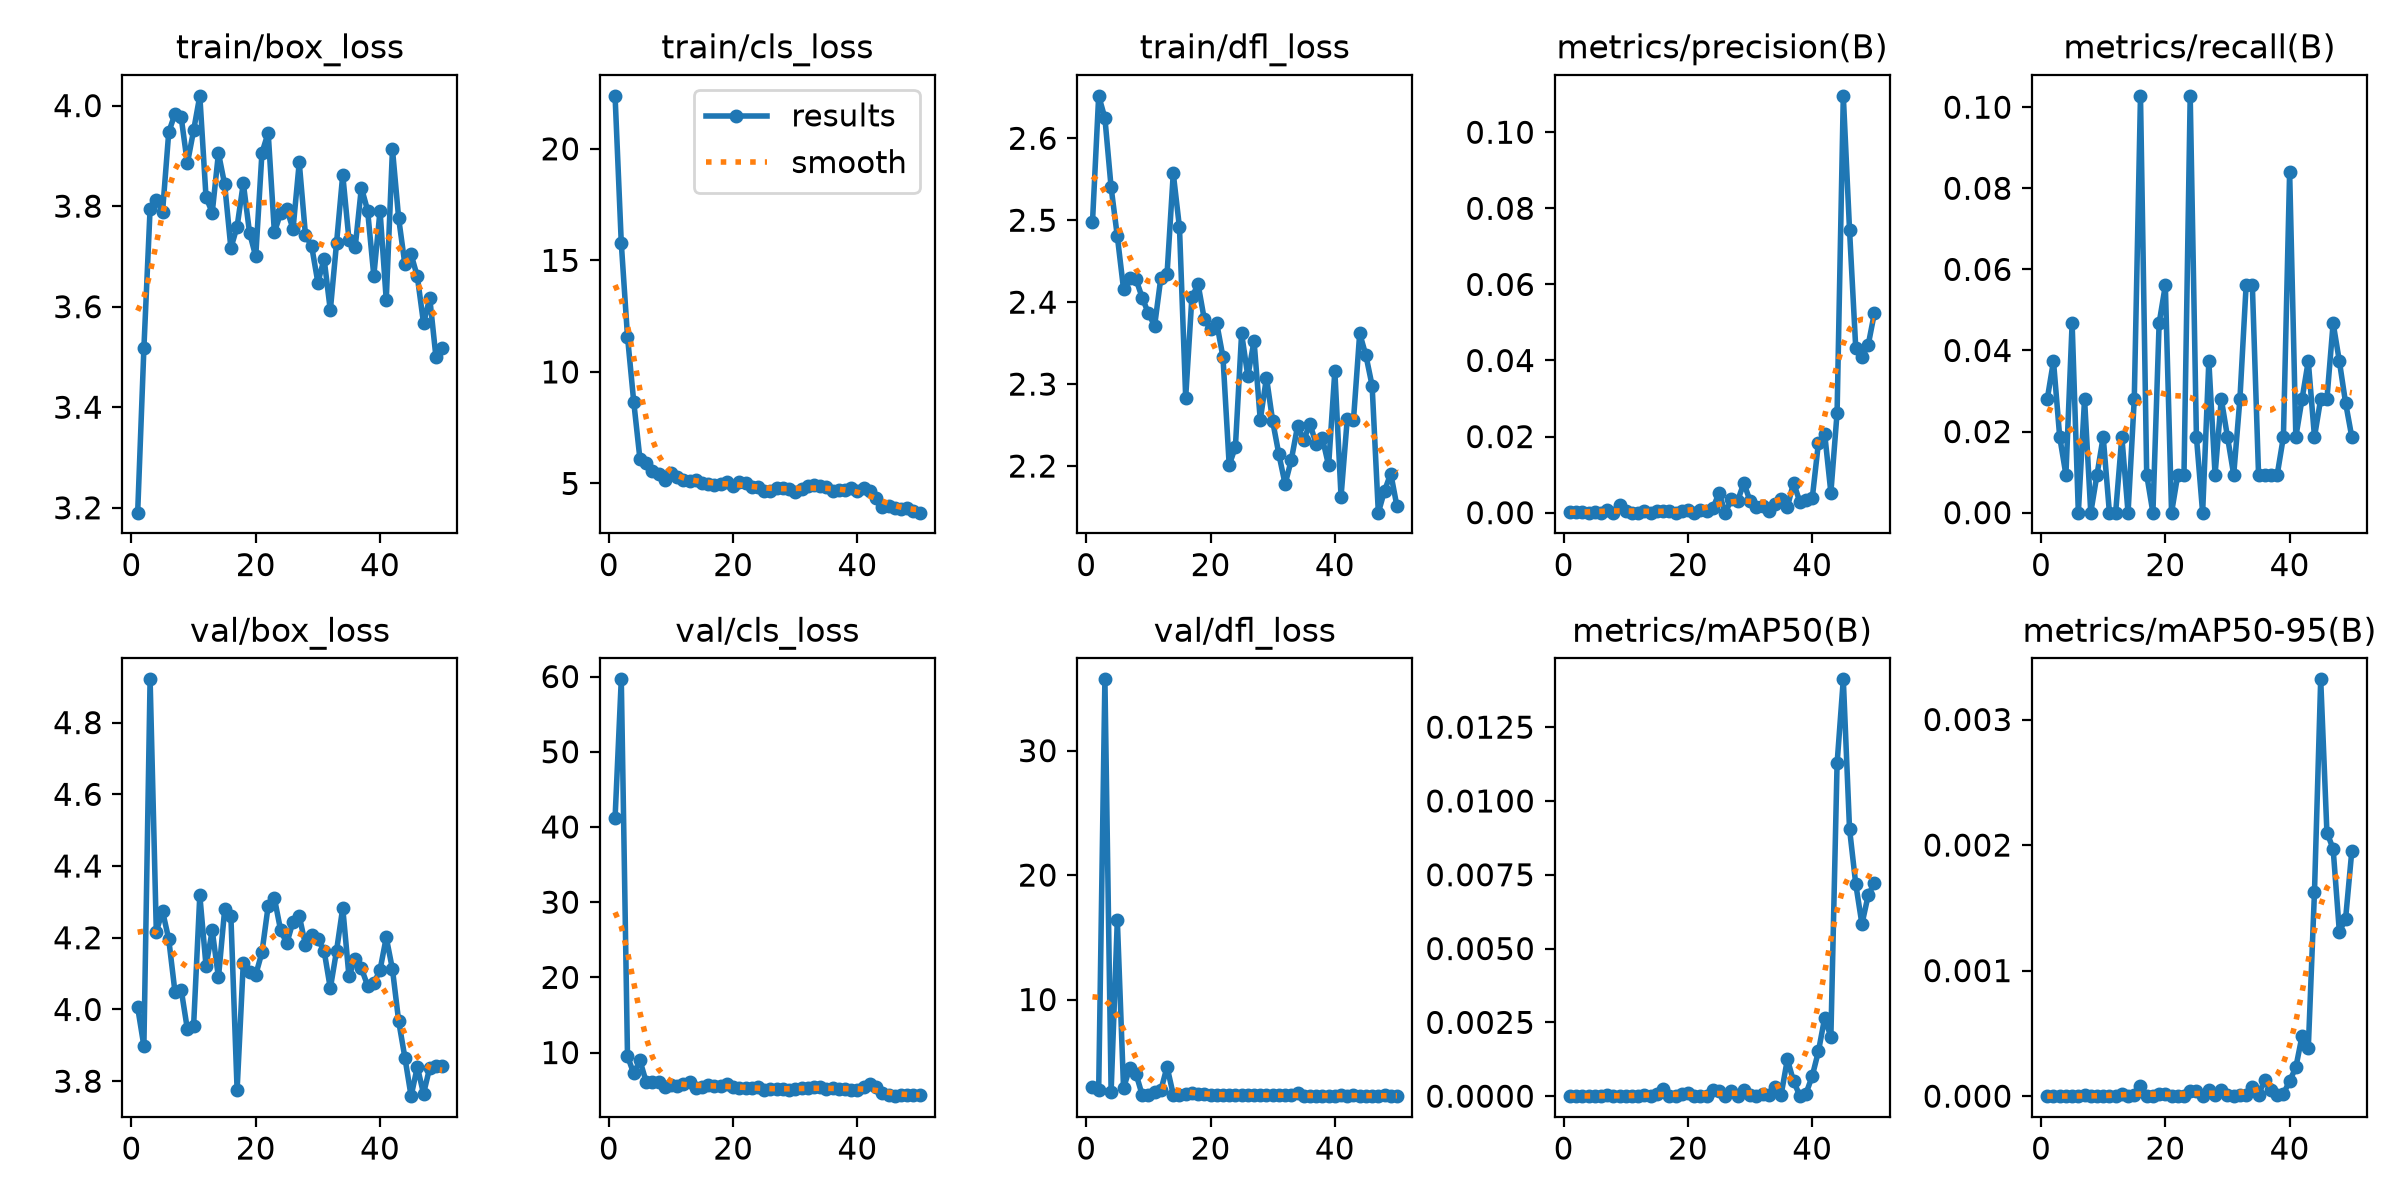 train/box_loss
4.0
3.8
3.6
3.4
3.2
0 20 40
train/cls_loss
results
smooth
20
15
10
5
0 20 40
train/dfl_loss
2.6
2.5
2.4
2.3
2.2
0 20 40
metrics/precision(B)
0.10
0.08
0.06
0.04
0.02
0.00
0 20 40
metrics/recall(B)
0.10
0.08
0.06
0.04
0.02
0.00
0 20 40
val/box_loss
4.8
4.6
4.4
4.2
4.0
3.8
0 20 40
val/cls_loss
60
50
40
30
20
10
0 20 40
val/dfl_loss
30
20
10
0 20 40
metrics/mAP50(B)
0.0125
0.0100
0.0075
0.0050
0.0025
0.0000
0 20 40
metrics/mAP50-95(B)
0.003
0.002
0.001
0.000
0 20 40